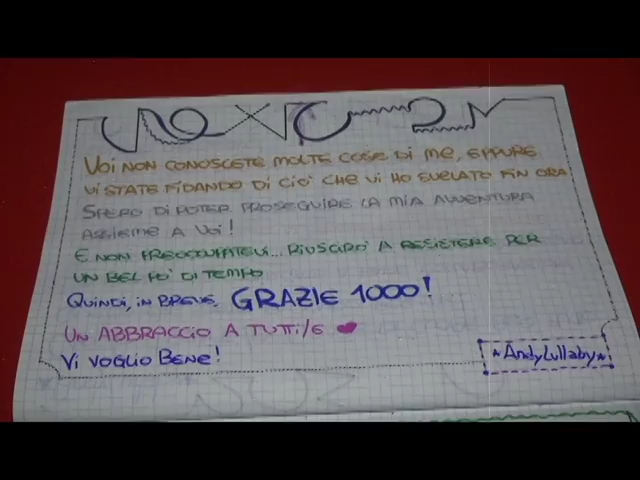 Voi non conoscete molte cose di me, eppure
vi state fidando di ciò che vi ho svelato fin ora
Spero di poter proseguire la mia avventura
assieme a voi!
E non preoccupatevi... riuscirò a resistere per
un bel po' di tempo
Quindi, in breve, GRAZIE 1000!
Un abbraccio a tutti/e
Vi voglio bene!
*AndyLullaby*